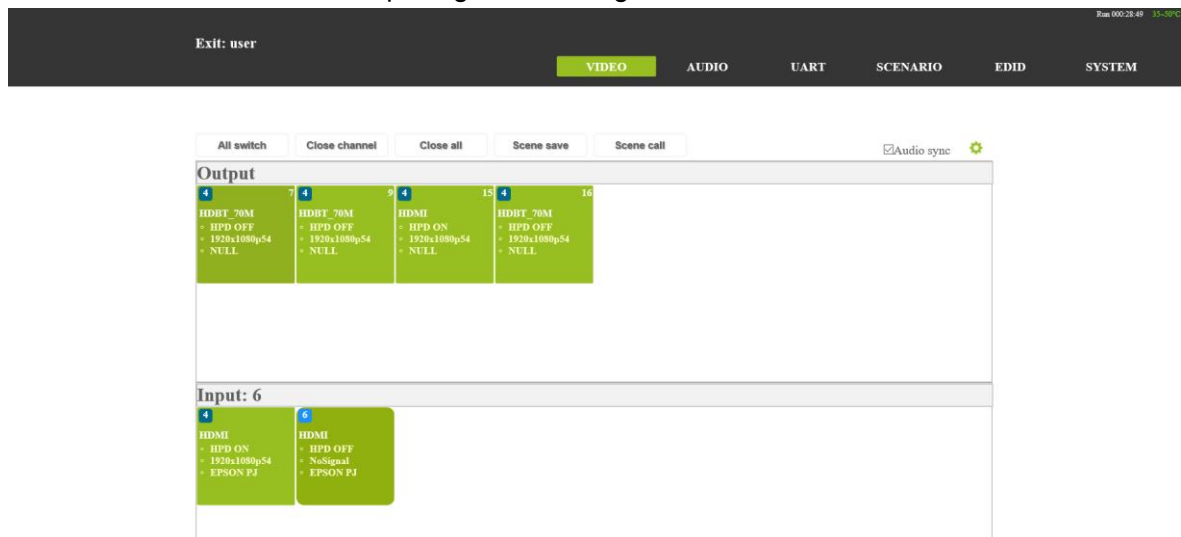 Run 000:28:49 35~50°C
Exit: user
VIDEO AUDIO UART SCENARIO EDID SYSTEM
All switch Close channel Close all Scene save Scene call Audio sync
Output
4 7 4 9 4 15 4 16
HDBT_70M HDBT_70M HDMI HDBT_70M
HPD OFF HPD OFF HPD ON HPD OFF
1920x1080p54 1920x1080p54 1920x1080p54 1920x1080p54
NULL NULL NULL NULL
Input: 6
4 6
HDMI HDMI
HPD ON HPD OFF
1920x1080p54 NoSignal
EPSON PJ EPSON PJ